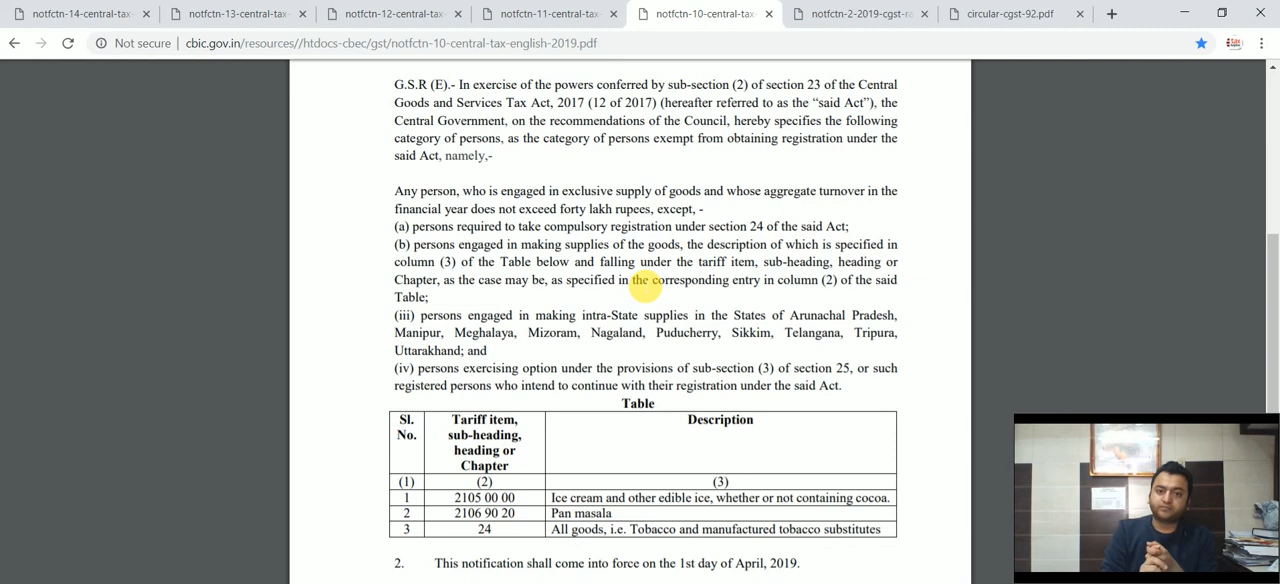 notfctn-14-central-tax-
notfctn-13-central-tax-
notfctn-12-central-tax-
notfctn-11-central-tax-
notfctn-10-central-tax-
notfctn-2-2019-cgst-ra
circular-cgst-92.pdf
Not secure | cbic.gov.in/resources//htdocs-cbec/gst/notfctn-10-central-tax-english-2019.pdf
G.S.R (E).- In exercise of the powers conferred by sub-section (2) of section 23 of the Central
Goods and Services Tax Act, 2017 (12 of 2017) (hereafter referred to as the “said Act”), the
Central Government, on the recommendations of the Council, hereby specifies the following
category of persons, as the category of persons exempt from obtaining registration under the
said Act, namely,-
Any person, who is engaged in exclusive supply of goods and whose aggregate turnover in the
financial year does not exceed forty lakh rupees, except, -
(a) persons required to take compulsory registration under section 24 of the said Act;
(b) persons engaged in making supplies of the goods, the description of which is specified in
column (3) of the Table below and falling under the tariff item, sub-heading, heading or
Chapter, as the case may be, as specified in the corresponding entry in column (2) of the said
Table;
(iii) persons engaged in making intra-State supplies in the States of Arunachal Pradesh,
Manipur, Meghalaya, Mizoram, Nagaland, Puducherry, Sikkim, Telangana, Tripura,
Uttarakhand; and
(iv) persons exercising option under the provisions of sub-section (3) of section 25, or such
registered persons who intend to continue with their registration under the said Act.
Table
Sl. No. Tariff item, sub-heading, heading or Chapter Description
(1) (2) (3)
1 2105 00 00 Ice cream and other edible ice, whether or not containing cocoa.
2 2106 90 20 Pan masala
3 24 All goods, i.e. Tobacco and manufactured tobacco substitutes
2. This notification shall come into force on the 1st day of April, 2019.